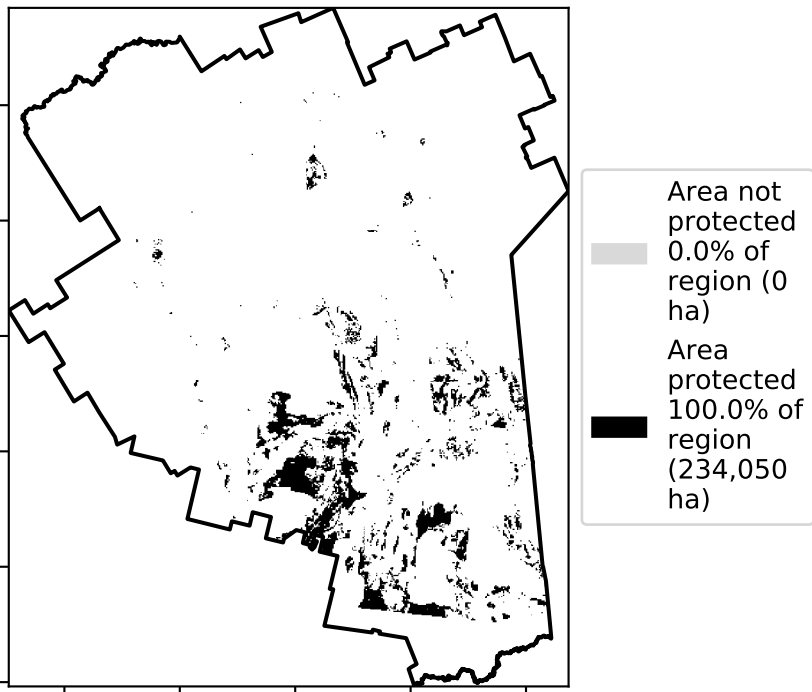 Area not
protected
0.0% of
region (0
ha)
Area
protected
100.0% of
region
(234,050
ha)